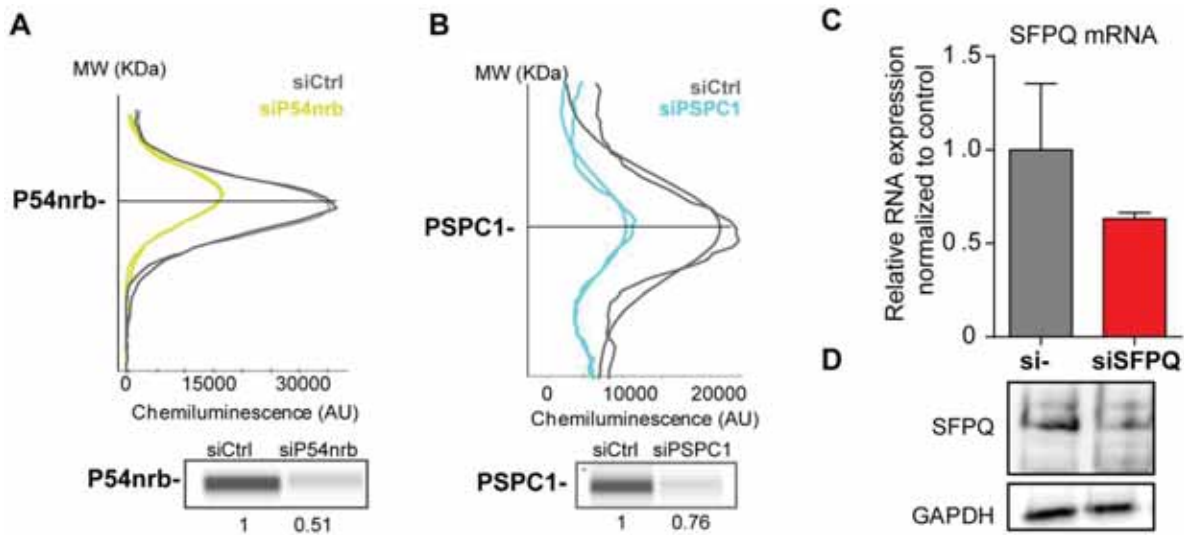 A
MW (KDa)
siCtrl
siP54nrb
P54nrb-
0 15000 30000
Chemiluminescence (AU)
siCtrl siP54nrb
P54nrb-
1 0.51
B
MW (KDa)
siCtrl
siPSPC1
PSPC1-
0 10000 20000
Chemiluminescence (AU)
siCtrl siPSPC1
PSPC1-
1 0.76
C
SFPQ mRNA
Relative RNA expression
normalized to control
1.5
1.0
0.5
0
si- siSFPQ
D
SFPQ
GAPDH